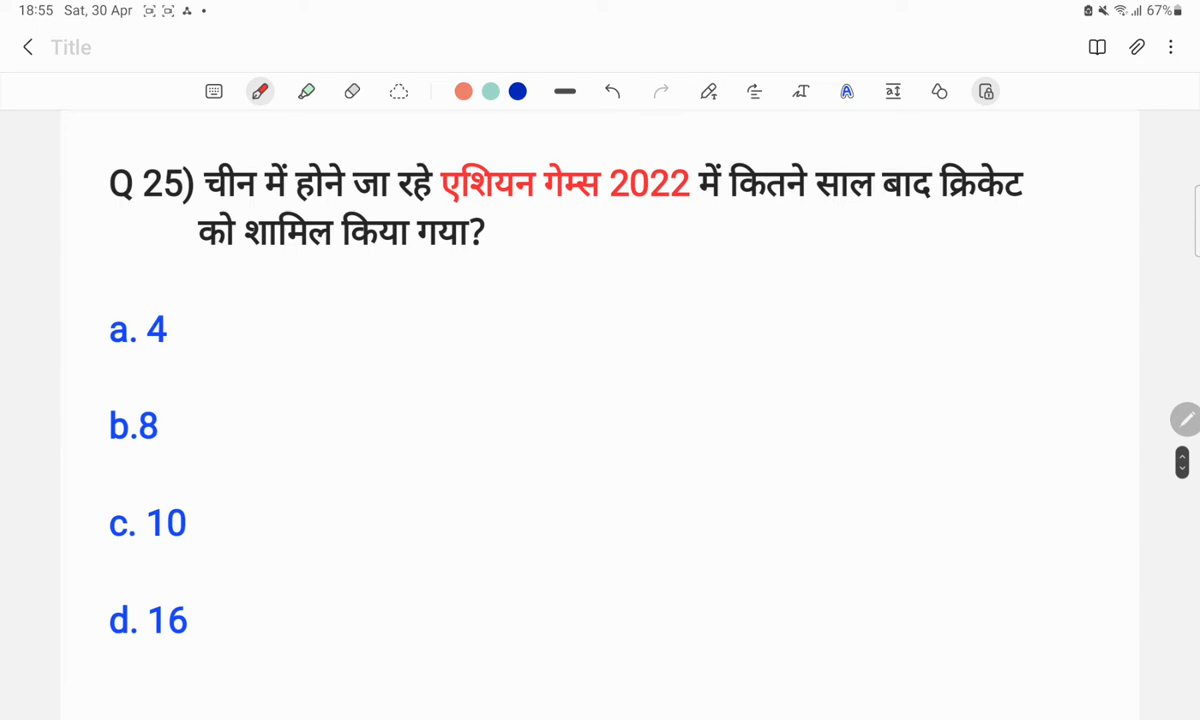 18:55 Sat, 30 Apr 67%
Title
Q 25) चीन में होने जा रहे एशियन गेम्स 2022 में कितने साल बाद क्रिकेट
को शामिल किया गया?
a. 4
b.8
c. 10
d. 16